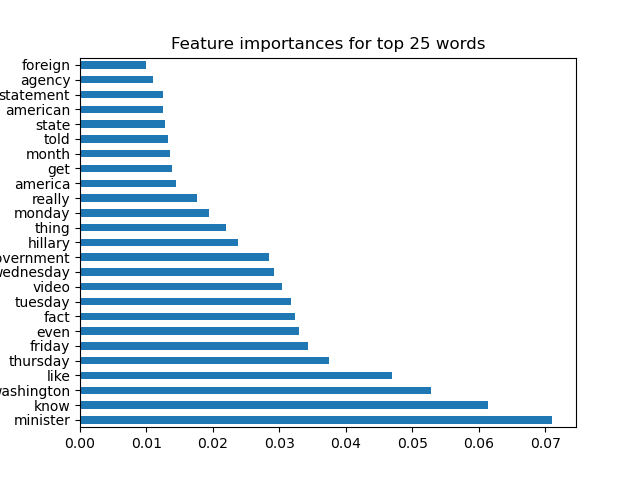 Feature importances for top 25 words
foreign
agency
statement
american
state
told
month
get
america
really
monday
thing
hillary
overnment
wednesday
video
tuesday
fact
even
friday
thursday
like
washington
know
minister
0.00 0.01 0.02 0.03 0.04 0.05 0.06 0.07